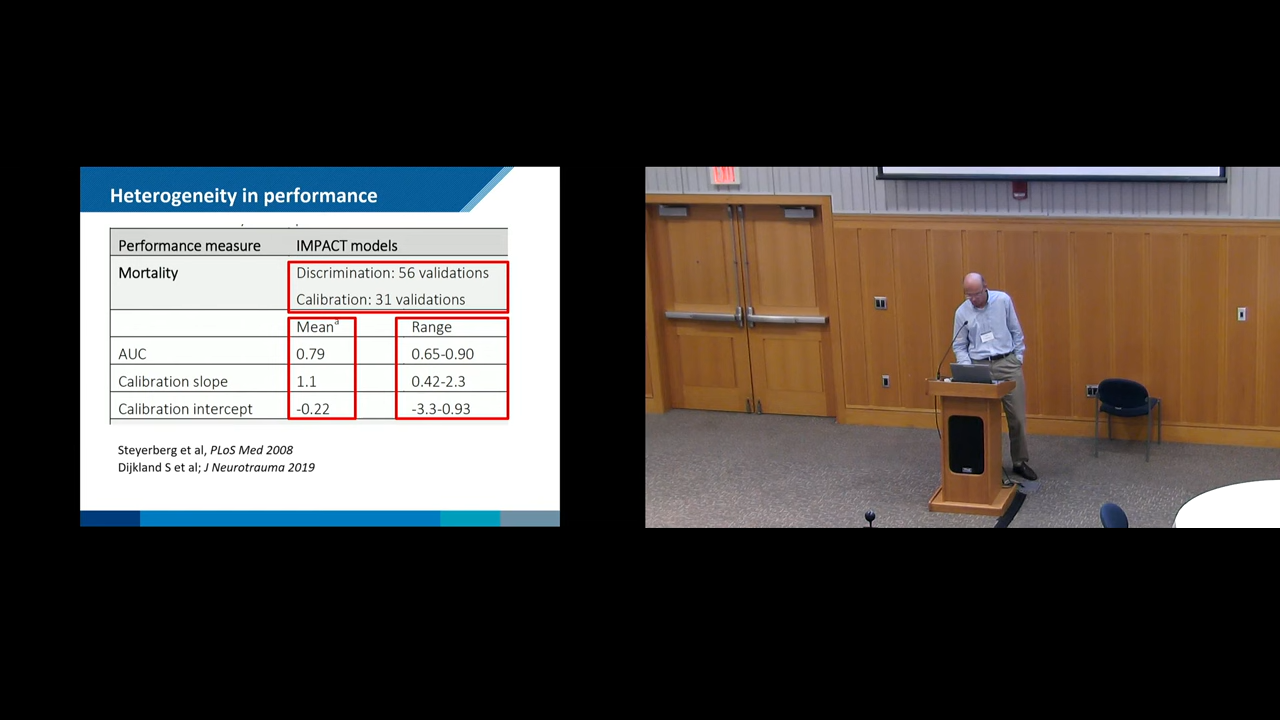 Heterogeneity in performance
Performance measure IMPACT models
Mortality Discrimination: 56 validations
Calibration: 31 validations
Meanᵃ Range
AUC 0.79 0.65-0.90
Calibration slope 1.1 0.42-2.3
Calibration intercept -0.22 -3.3-0.93
Steyerberg et al, PLoS Med 2008
Dijkland S et al; J Neurotrauma 2019